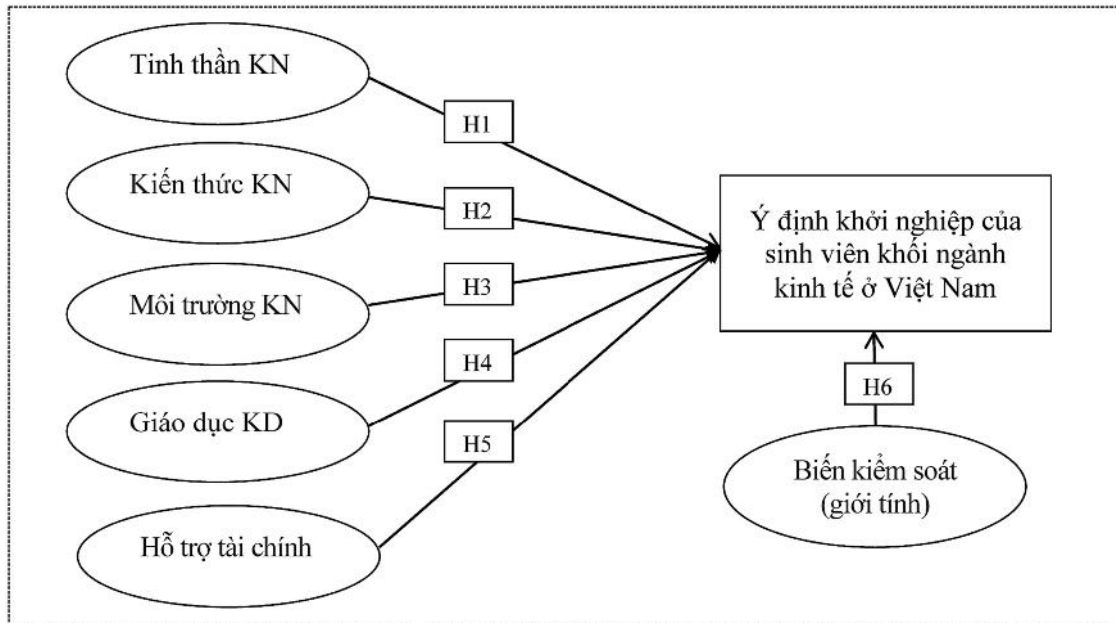 Tinh thần KN
H1
Kiến thức KN
H2
Môi trường KN
H3
Giáo dục KD
H4
Hỗ trợ tài chính
H5
Ý định khởi nghiệp của
sinh viên khối ngành
kinh tế ở Việt Nam
H6
Biến kiểm soát
(giới tính)